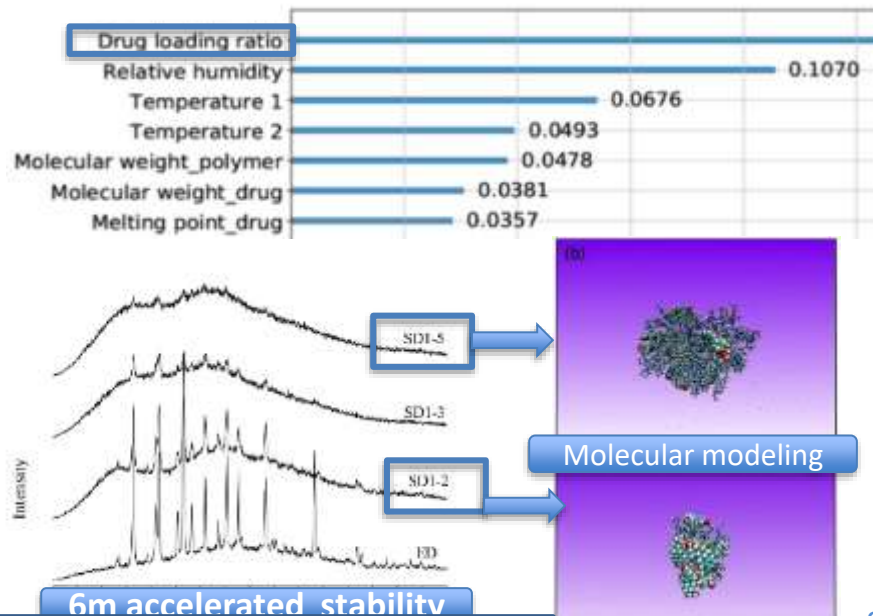 Drug loading ratio
Relative humidity 0.1070
Temperature 1 0.0676
Temperature 2 0.0493
Molecular weight_polymer 0.0478
Molecular weight_drug 0.0381
Melting point_drug 0.0357
(b)
SD1-5
SD1-3
SD1-2
ED
Intensity
Molecular modeling
6m accelerated stability